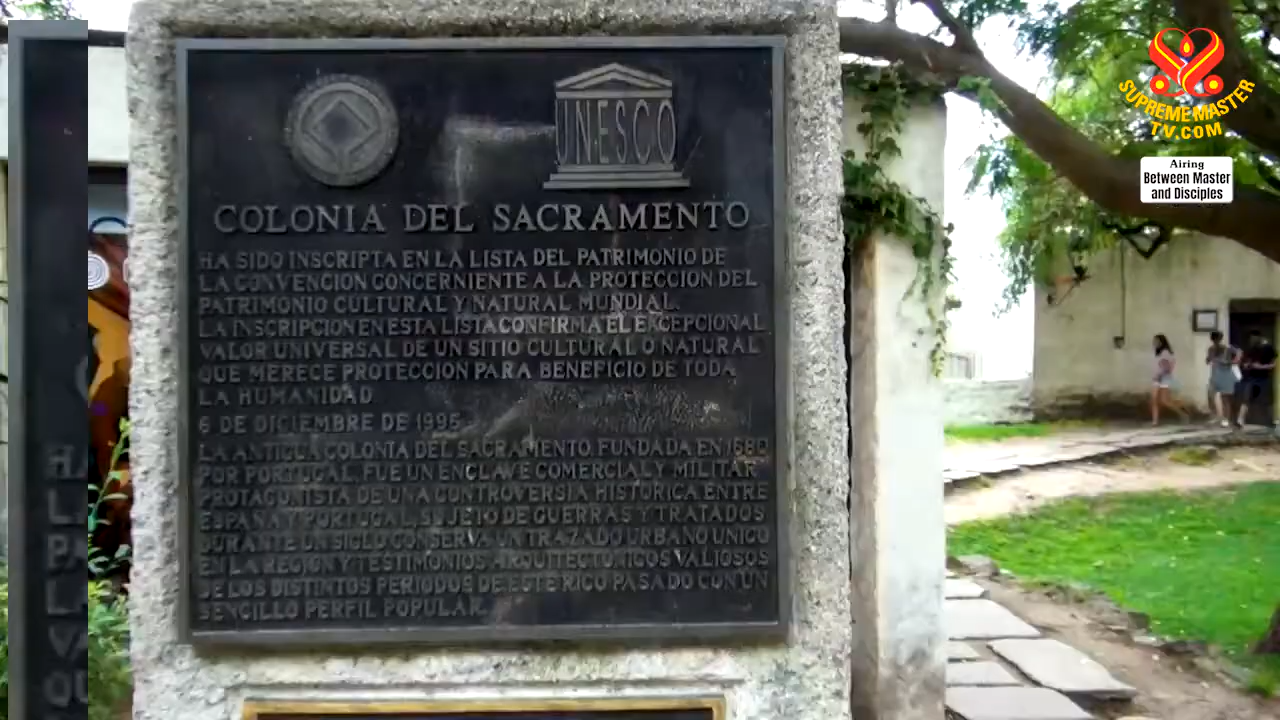 UNESCO
COLONIA DEL SACRAMENTO
HA SIDO INSCRIPTA EN LA LISTA DEL PATRIMONIO DE
LA CONVENCION CONCERNIENTE A LA PROTECCION DEL
PATRIMONIO CULTURAL Y NATURAL MUNDIAL.
LA INSCRIPCION EN ESTA LISTA CONFIRMA EL EXCEPCIONAL
VALOR UNIVERSAL DE UN SITIO CULTURAL O NATURAL
QUE MERECE PROTECCION PARA BENEFICIO DE TODA
LA HUMANIDAD
6 DE DICIEMBRE DE 1995
LA ANTIGUA COLONIA DEL SACRAMENTO, FUNDADA EN 1680
POR PORTUGAL, FUE UN ENCLAVE COMERCIAL Y MILITAR
PROTAGONISTA DE UNA CONTROVERSIA HISTORICA ENTRE
ESPAÑA Y PORTUGAL, SUJETO DE GUERRAS Y TRATADOS
DURANTE UN SIGLO CONSERVA UN TRAZADO URBANO UNICO
EN LA REGION Y TESTIMONIOS ARQUITECTONICOS VALIOSOS
DE LOS DISTINTOS PERIODOS DE ESTE RICO PASADO CON UN
SENCILLO PERFIL POPULAR.
SUPREME MASTER
TV.COM
Airing
Between Master
and Disciples